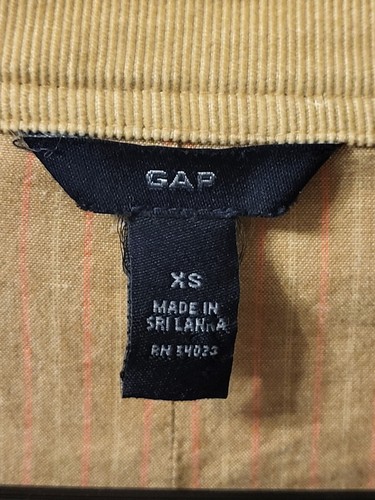 GAP
XS
MADE IN
SRI LANKA
RN 54023